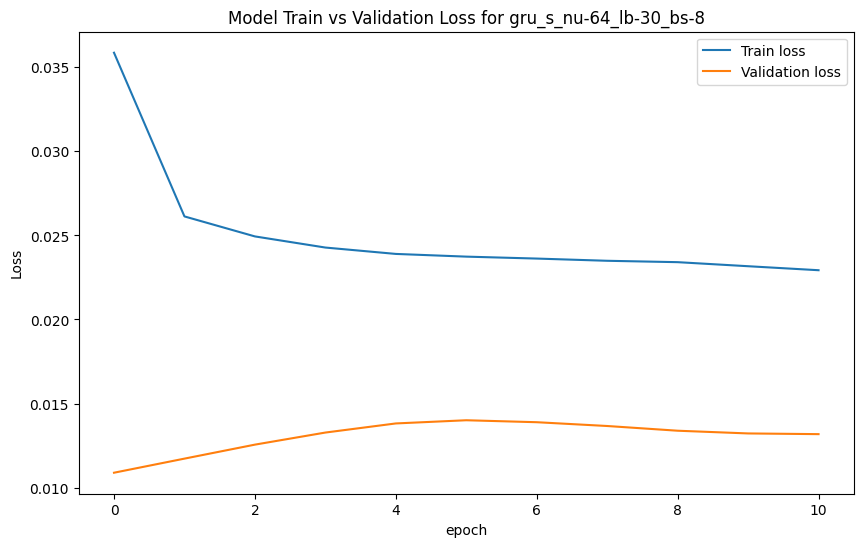 Model Train vs Validation Loss for gru_s_nu-64_lb-30_bs-8
Train loss
Validation loss
0.035
0.030
0.025
0.020
0.015
0.010
Loss
0
2
4
6
8
10
epoch